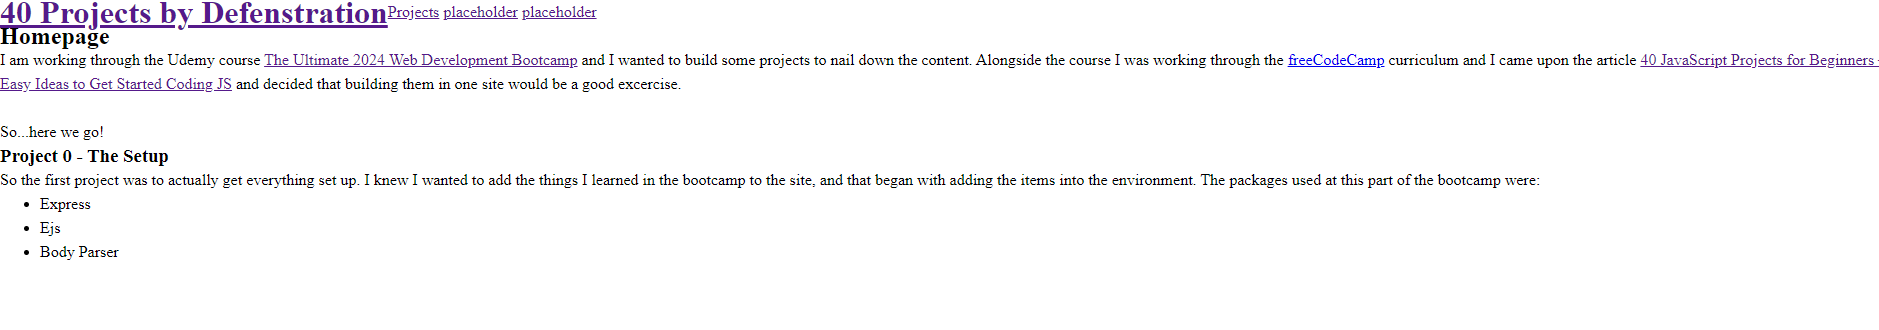 40 Projects by Defenstration Projects placeholder placeholder
Homepage
I am working through the Udemy course The Ultimate 2024 Web Development Bootcamp and I wanted to build some projects to nail down the content. Alongside the course I was working through the freeCodeCamp curriculum and I came upon the article 40 JavaScript Projects for Beginners -
Easy Ideas to Get Started Coding JS and decided that building them in one site would be a good excercise.
So...here we go!
Project 0 - The Setup
So the first project was to actually get everything set up. I knew I wanted to add the things I learned in the bootcamp to the site, and that began with adding the items into the environment. The packages used at this part of the bootcamp were:
• Express
• Ejs
• Body Parser